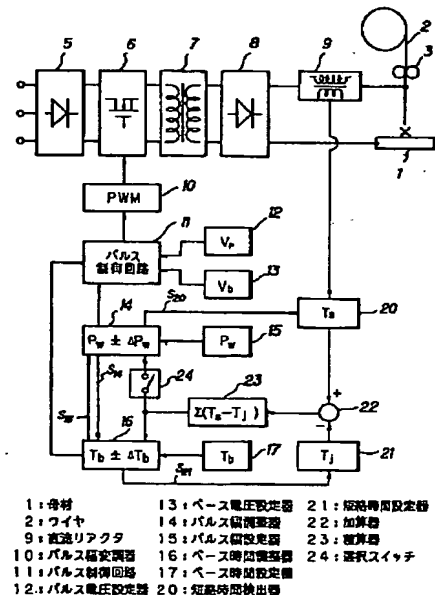 5
6
7
8
9
2
3
1
PWM
10
11
パルス
制御回路
VP
12
Vb
13
S20
14
PW ± ΔPW
PW
15
Ts
20
S14
24
23
Σ(Ts-Tj)
+
22
-
16
Tb ± ΔTb
Tb
17
S21
Tj
21
1:母材
2:ワイヤ
9:直流リアクタ
10:パルス幅変調器
11:パルス制御回路
12:パルス電圧設定器
13:ベース電圧設定器
14:パルス幅調整器
15:パルス幅設定器
16:ベース時間調整器
17:ベース時間設定器
20:短絡時間検出器
21:短絡時間設定器
22:加算器
23:積算器
24:選択スイッチ